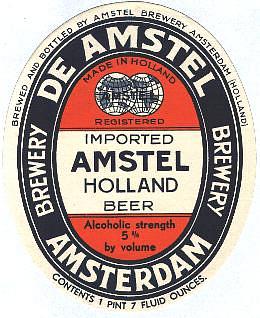 BREWED AND BOTTLED BY AMSTEL BREWERY AMSTERDAM (HOLLAND)
DE AMSTEL
BREWERY
BREWERY
AMSTERDAM
MADE IN HOLLAND
REGISTERED
IMPORTED
AMSTEL
HOLLAND
BEER
Alcoholic strength
5 %
by volume
CONTENTS 1 PINT 7 FLUID OUNCES.